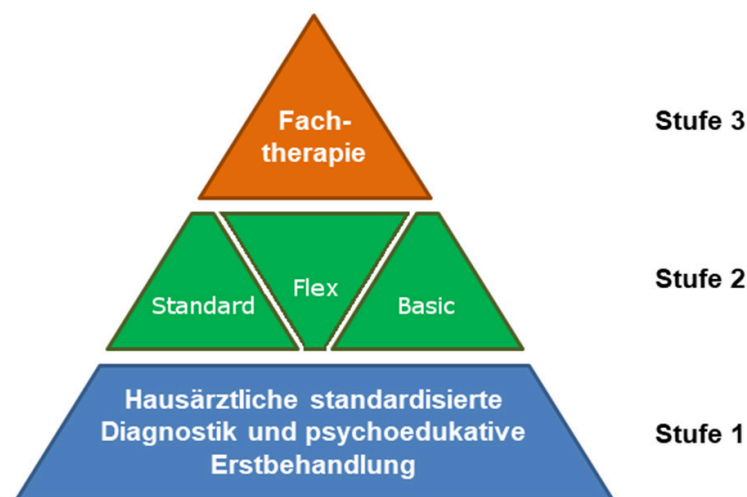 Fach-
therapie
Stufe 3
Standard
Flex
Basic
Stufe 2
Hausärztliche standardisierte
Diagnostik und psychoedukative
Erstbehandlung
Stufe 1